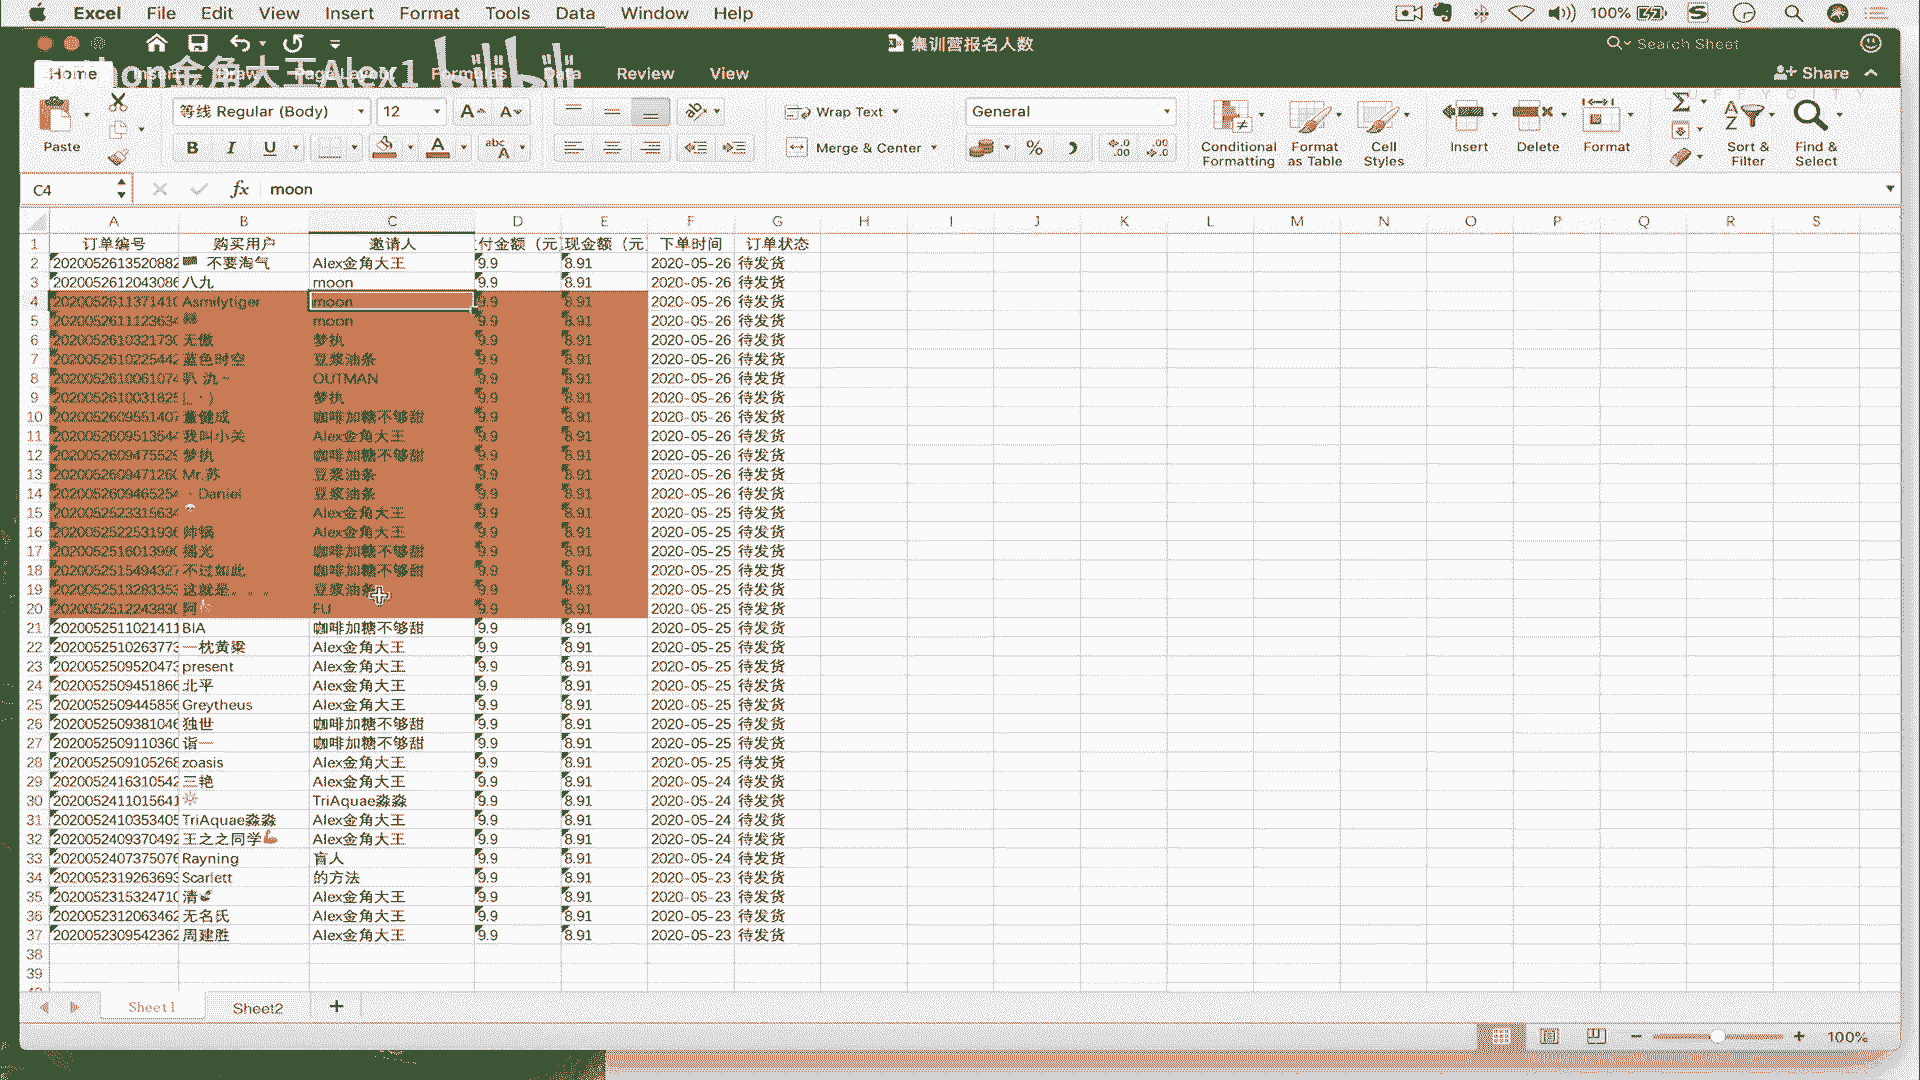 Excel File Edit View Insert Format Tools Data Window Help 100%
集训营报名人数 Search Sheet
hon金角大王Alex1 bilibili
Home Insert Draw Page Layout Formulas Data Review View Share
LUFFYCITY
等线 Regular (Body) 12 Wrap Text General
Paste Merge & Center Conditional Formatting Format as Table Cell Styles Insert Delete Format Sort & Filter Find & Select
C4 fx moon
A B C D E F G H I J K L M N O P Q R S
1 订单编号 购买用户 邀请人 付金额（元 现金额（元 下单时间 订单状态
2 2020052613520882 不要淘气 Alex金角大王 9.9 8.91 2020-05-26 待发货
3 2020052612043086 八九 moon 9.9 8.91 2020-05-26 待发货
4 202005261137141 Asmilytiger moon 9.9 8.91 2020-05-26 待发货
5 202005261112363 moon 9.9 8.91 2020-05-26 待发货
6 202005261032173 无傲 梦执 9.9 8.91 2020-05-26 待发货
7 202005261022544 蓝色时空 豆浆油条 9.9 8.91 2020-05-26 待发货
8 202005261006107 OUTMAN 9.9 8.91 2020-05-26 待发货
9 202005261003182 梦执 9.9 8.91 2020-05-26 待发货
10 202005260955140 董健成 咖啡加糖不够甜 9.9 8.91 2020-05-26 待发货
11 202005260951354 我叫小关 Alex金角大王 9.9 8.91 2020-05-26 待发货
12 202005260947552 梦执 咖啡加糖不够甜 9.9 8.91 2020-05-26 待发货
13 202005260947126 Mr.苏 豆浆油条 9.9 8.91 2020-05-26 待发货
14 202005260946525 Daniel 豆浆油条 9.9 8.91 2020-05-26 待发货
15 202005252331563 Alex金角大王 9.9 8.91 2020-05-25 待发货
16 202005252253193 帅锅 Alex金角大王 9.9 8.91 2020-05-25 待发货
17 202005251601399 摇光 咖啡加糖不够甜 9.9 8.91 2020-05-25 待发货
18 202005251549432 不过如此 咖啡加糖不够甜 9.9 8.91 2020-05-25 待发货
19 202005251328335 这就是。。。 豆浆油条 9.9 8.91 2020-05-25 待发货
20 202005251224383 阿 FU 9.9 8.91 2020-05-25 待发货
21 2020052511021411 BIA 咖啡加糖不够甜 9.9 8.91 2020-05-25 待发货
22 202005251026377 一枕黄粱 Alex金角大王 9.9 8.91 2020-05-25 待发货
23 202005250952047 present Alex金角大王 9.9 8.91 2020-05-25 待发货
24 2020052509451866 北平 Alex金角大王 9.9 8.91 2020-05-25 待发货
25 2020052509445856 Greytheus Alex金角大王 9.9 8.91 2020-05-25 待发货
26 2020052509381046 独世 咖啡加糖不够甜 9.9 8.91 2020-05-25 待发货
27 202005250911036 诣一 咖啡加糖不够甜 9.9 8.91 2020-05-25 待发货
28 2020052509105268 zoasis Alex金角大王 9.9 8.91 2020-05-25 待发货
29 2020052416310542 三艳 Alex金角大王 9.9 8.91 2020-05-24 待发货
30 2020052411015641 TriAquae淼淼 9.9 8.91 2020-05-24 待发货
31 2020052410353405 TriAquae淼淼 Alex金角大王 9.9 8.91 2020-05-24 待发货
32 2020052409370492 王之之同学💪 Alex金角大王 9.9 8.91 2020-05-24 待发货
33 2020052407375076 Rayning 盲人 9.9 8.91 2020-05-24 待发货
34 2020052319263693 Scarlett 的方法 9.9 8.91 2020-05-23 待发货
35 202005231532471 清 Alex金角大王 9.9 8.91 2020-05-23 待发货
36 2020052312063462 无名氏 Alex金角大王 9.9 8.91 2020-05-23 待发货
37 2020052309542362 周建胜 Alex金角大王 9.9 8.91 2020-05-23 待发货
38
39
Sheet1 Sheet2 +
100%